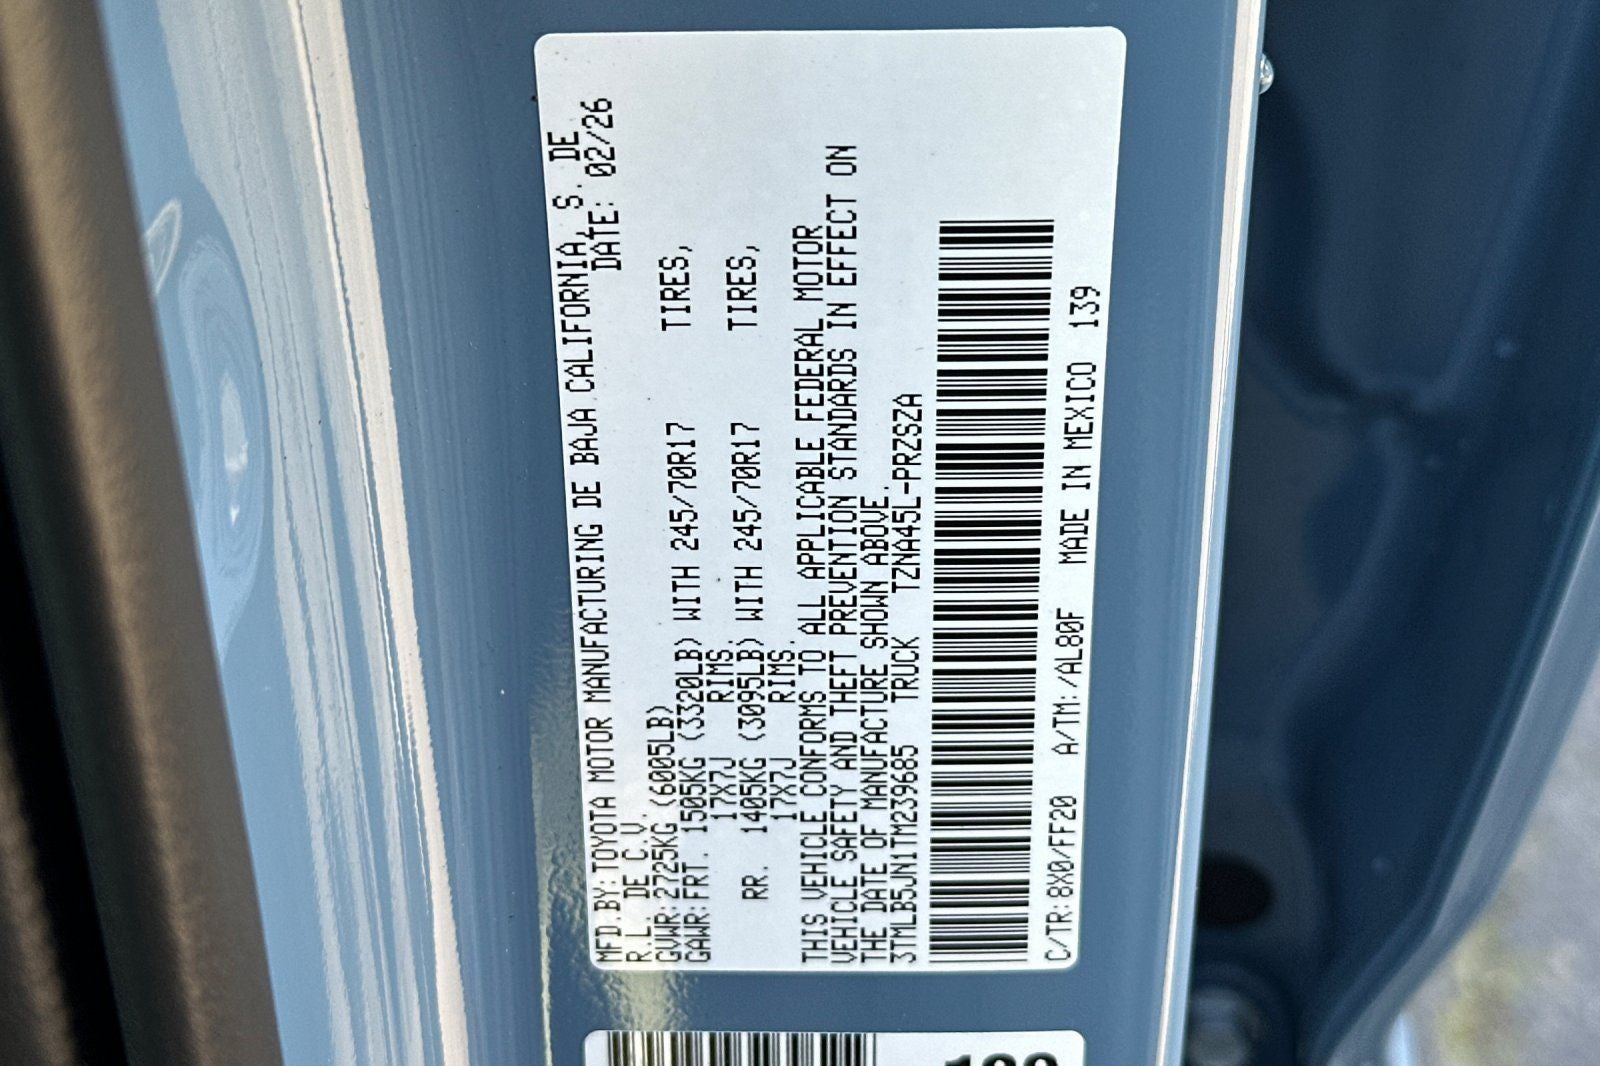 MFD.BY:TOYOTA MOTOR MANUFACTURING DE BAJA CALIFORNIA, S. DE
R.L. DE C.V. DATE: 02/26
GVWR:2725KG (6005LB)
GAWR:FRT. 1505KG (3320LB) WITH 245/70R17 TIRES,
17X7J RIMS.
RR. 1405KG (3095LB) WITH 245/70R17 TIRES,
17X7J RIMS.
THIS VEHICLE CONFORMS TO ALL APPLICABLE FEDERAL MOTOR
VEHICLE SAFETY AND THEFT PREVENTION STANDARDS IN EFFECT ON
THE DATE OF MANUFACTURE SHOWN ABOVE.
3TMLB5JN1TM239685 TRUCK TZNA45L-PRZSZA
C/TR:8X0/FF20 A/TM:/AL80F MADE IN MEXICO 139